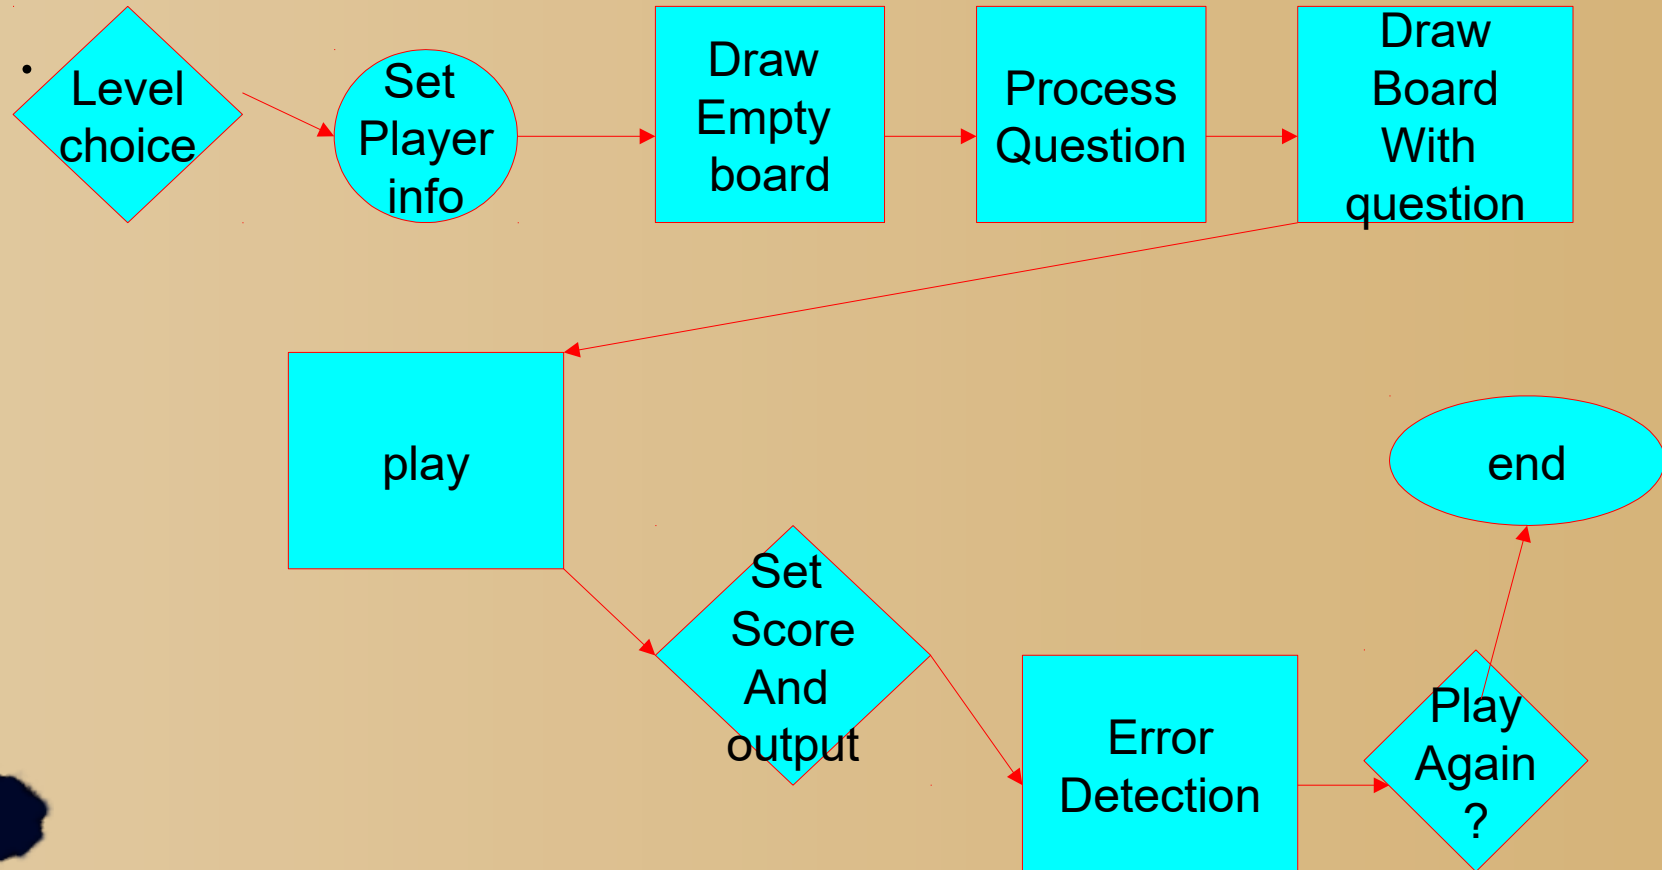 Level
choice
Set
Player
info
Draw
Empty
board
Process
Question
Draw
Board
With
question
play
end
Set
Score
And
output
Error
Detection
Play
Again
?